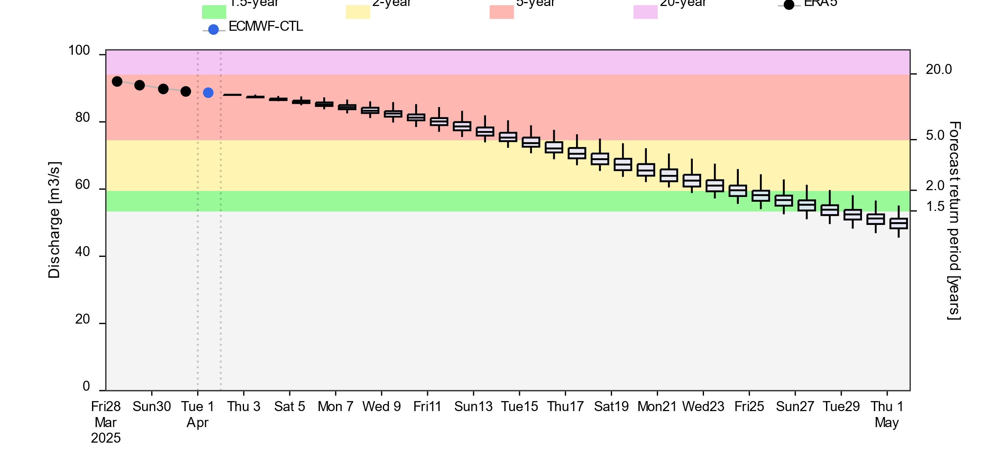 1.5-year 2-year 5-year 20-year ERA5
ECMWF-CTL
100
80
60
40
20
0
Discharge [m3/s]
20.0
5.0
2.0
1.5
Forecast return period [years]
Fri28 Sun30 Tue 1 Thu 3 Sat 5 Mon 7 Wed 9 Fri11 Sun13 Tue15 Thu17 Sat19 Mon21 Wed23 Fri25 Sun27 Tue29 Thu 1
Mar Apr May
2025